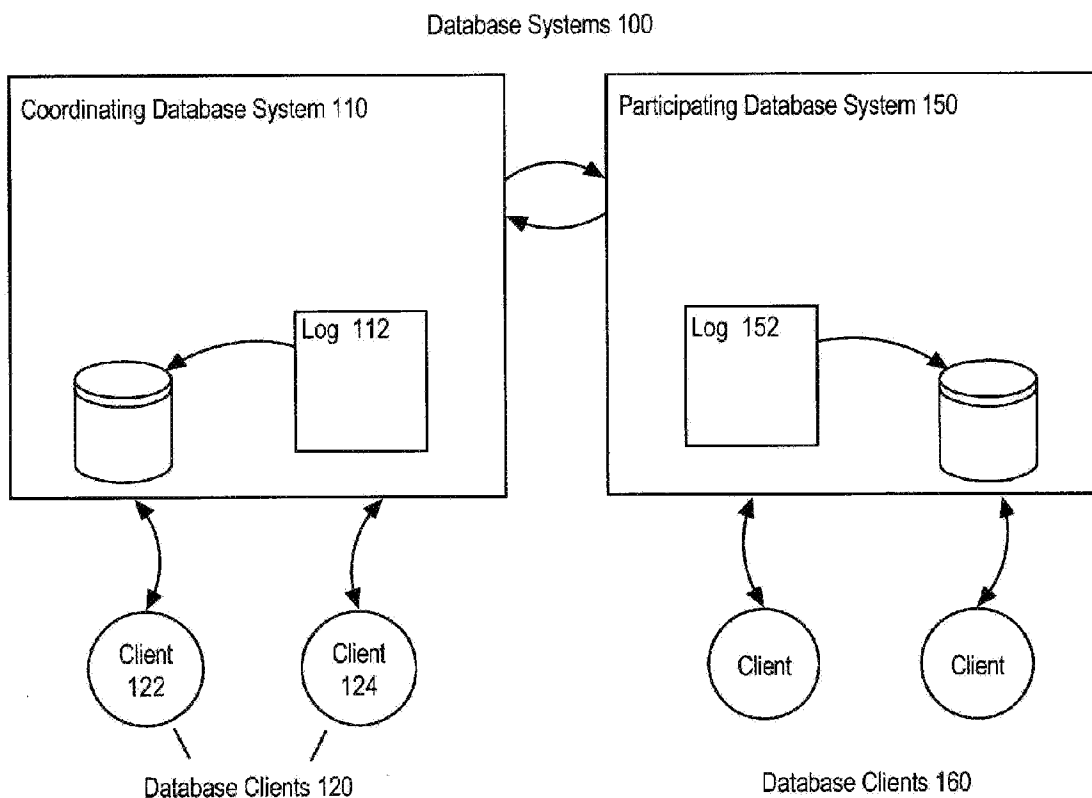 Database Systems 100
Coordinating Database System 110
Participating Database System 150
Log 112
Log 152
Client
122
Client
124
Client
Client
Database Clients 120
Database Clients 160